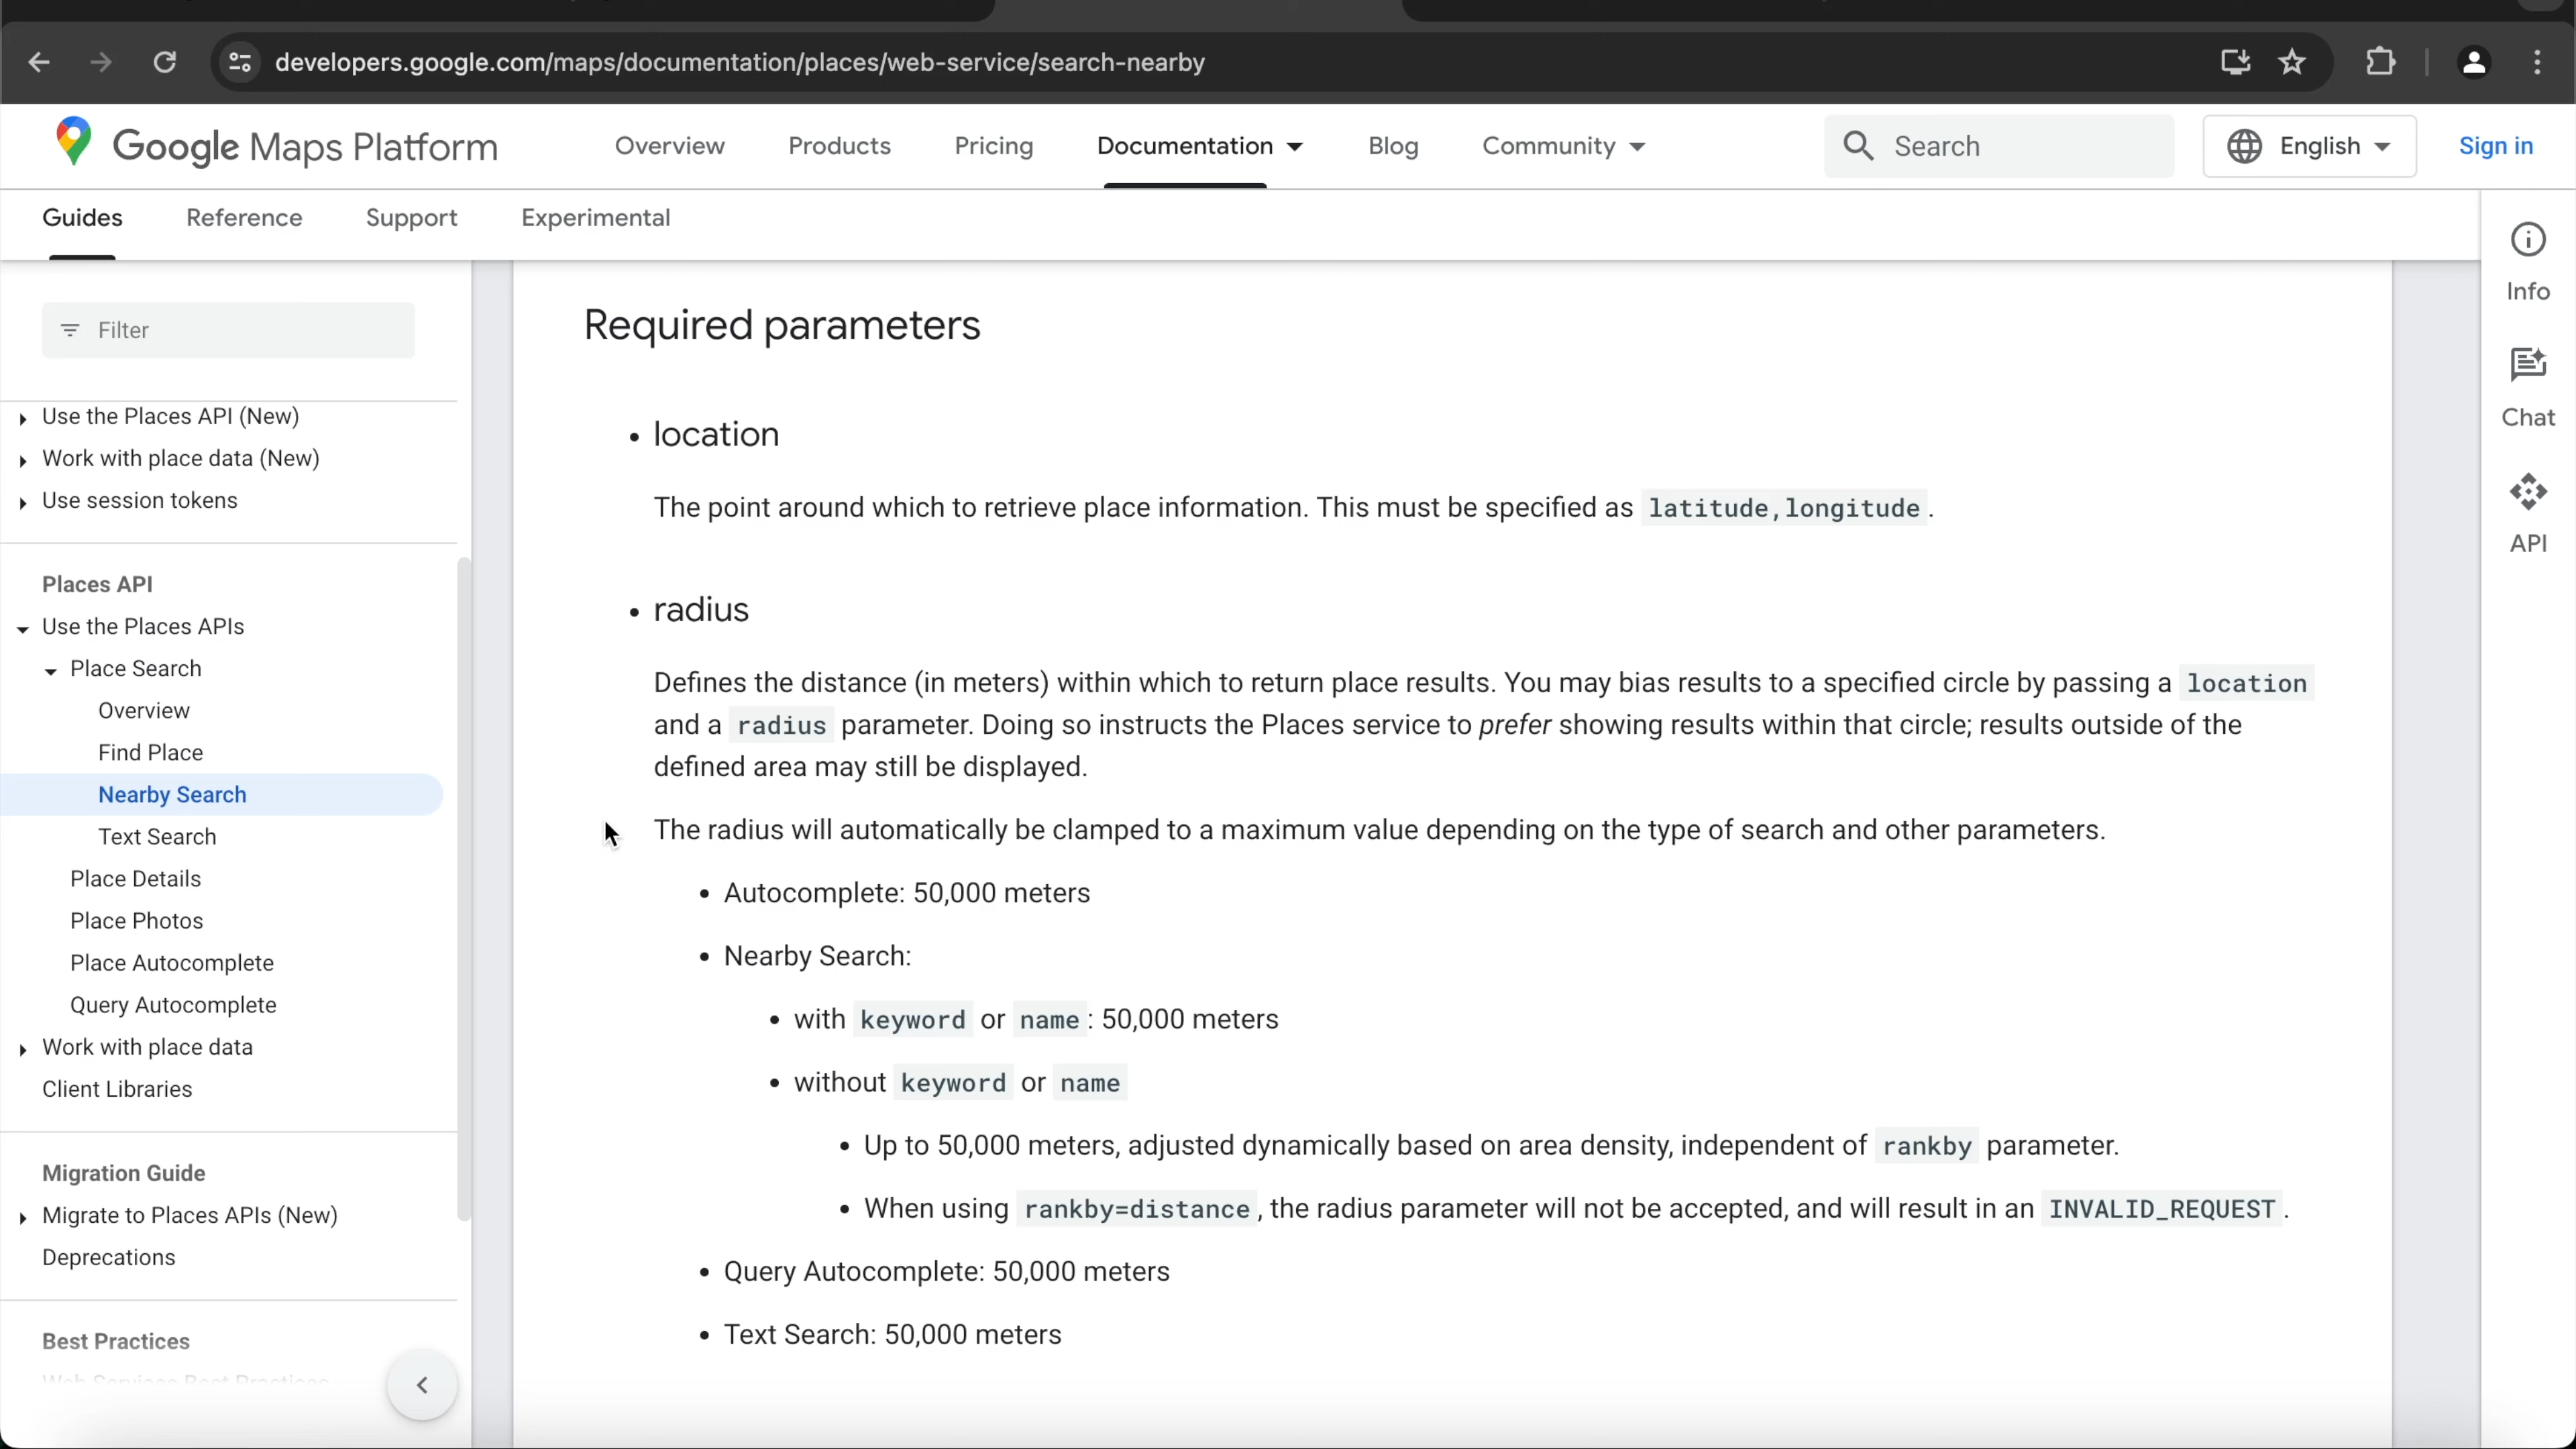 developers.google.com/maps/documentation/places/web-service/search-nearby
Google Maps Platform
Overview
Products
Pricing
Documentation
Blog
Community
Search
English
Sign in
Guides
Reference
Support
Experimental
Filter
Use the Places API (New)
Work with place data (New)
Use session tokens
Places API
Use the Places APIs
Place Search
Overview
Find Place
Nearby Search
Text Search
Place Details
Place Photos
Place Autocomplete
Query Autocomplete
Work with place data
Client Libraries
Migration Guide
Migrate to Places APIs (New)
Deprecations
Best Practices
Web Services Best Practices
Required parameters
• location
The point around which to retrieve place information. This must be specified as latitude,longitude.
• radius
Defines the distance (in meters) within which to return place results. You may bias results to a specified circle by passing a location
and a radius parameter. Doing so instructs the Places service to prefer showing results within that circle; results outside of the
defined area may still be displayed.
The radius will automatically be clamped to a maximum value depending on the type of search and other parameters.
• Autocomplete: 50,000 meters
• Nearby Search:
• with keyword or name: 50,000 meters
• without keyword or name
• Up to 50,000 meters, adjusted dynamically based on area density, independent of rankby parameter.
• When using rankby=distance, the radius parameter will not be accepted, and will result in an INVALID_REQUEST.
• Query Autocomplete: 50,000 meters
• Text Search: 50,000 meters
Info
Chat
API